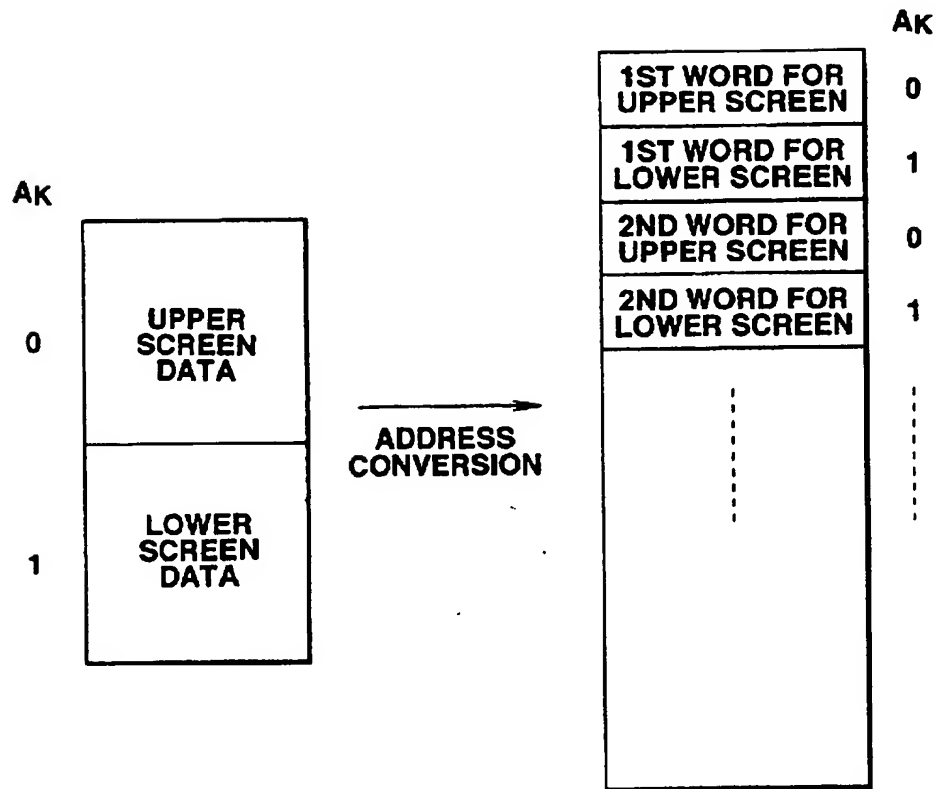 AK
0
UPPER
SCREEN
DATA
1
LOWER
SCREEN
DATA
ADDRESS
CONVERSION
AK
1ST WORD FOR
UPPER SCREEN
0
1ST WORD FOR
LOWER SCREEN
1
2ND WORD FOR
UPPER SCREEN
0
2ND WORD FOR
LOWER SCREEN
1